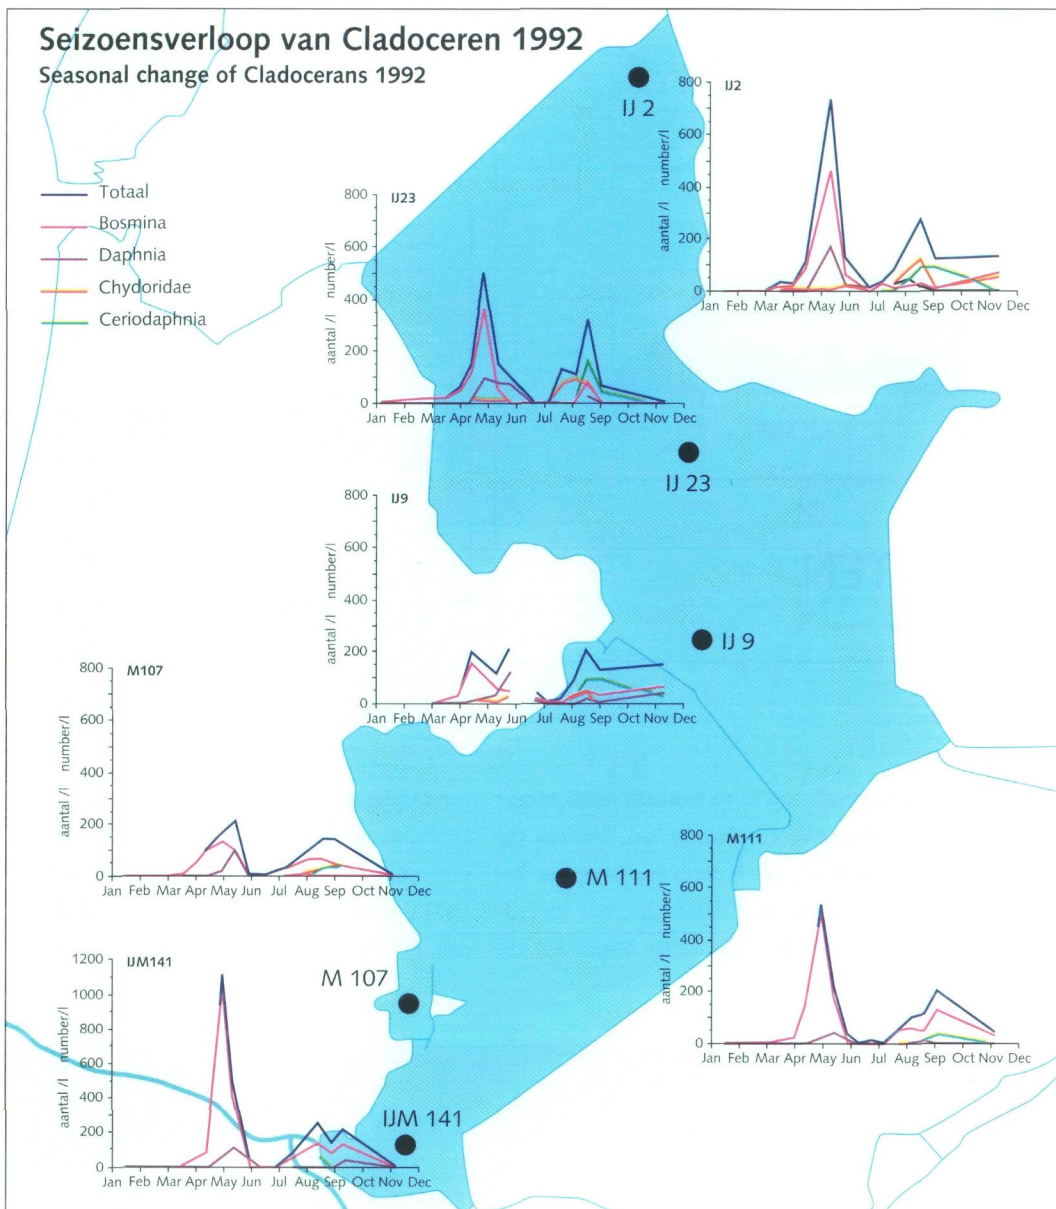 Seizoensverloop van Cladoceren 1992
Seasonal change of Cladocerans 1992
Totaal
Bosmina
Daphnia
Chydoridae
Ceriodaphnia
IJ 2
IJ2
800
600
400
200
0
aantal /l number/l
Jan Feb Mar Apr May Jun July Aug Sep Oct Nov Dec
IJ23
800
600
400
200
0
aantal /l number/l
Jan Feb Mar Apr May Jun Jul Aug Sep Oct Nov Dec
IJ 23
IJ9
800
600
400
200
0
aantal /l number/l
Jan Feb Mar Apr May Jun Jul Aug Sep Oct Nov Dec
IJ 9
M107
800
600
400
200
0
aantal /l number/l
Jan Feb Mar Apr May Jun Jul Aug Sep Oct Nov Dec
M 111
M111
800
600
400
200
0
aantal /l number/l
Jan Feb Mar Apr May Jun July Aug Sep Oct Nov Dec
M 107
IJM141
1200
1000
800
600
400
200
0
aantal /l number/l
Jan Feb Mar Apr May Jun Jul Aug Sep Oct Nov Dec
IJM 141